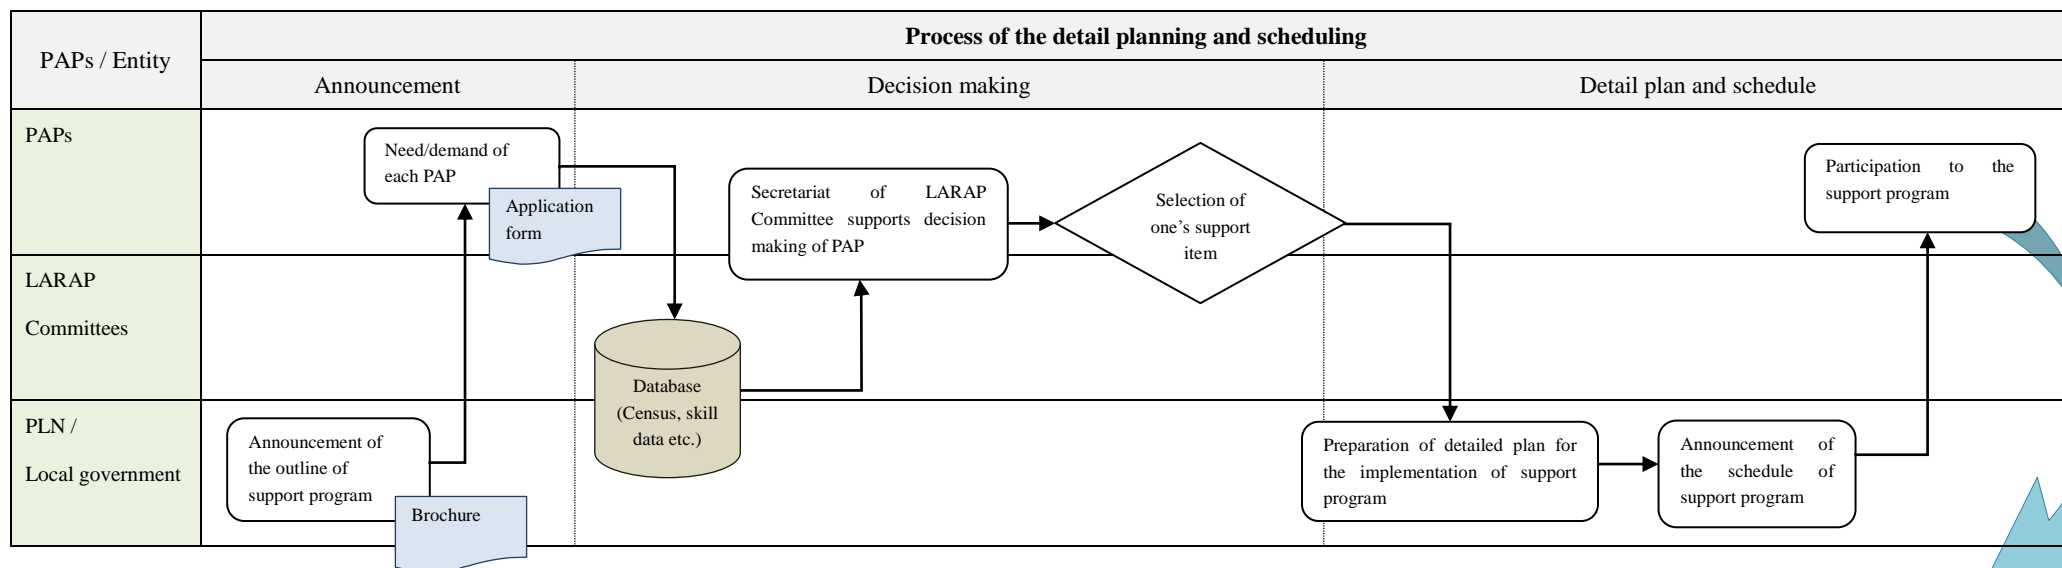 PAPs / Entity
Process of the detail planning and scheduling
Announcement
Decision making
Detail plan and schedule
PAPs
Need/demand of
each PAP
Application
form
Secretariat of LARAP
Committee supports decision
making of PAP
Selection of
one’s support
item
Participation to the
support program
LARAP
Committees
Database
(Census, skill
data etc.)
PLN /
Local government
Announcement of
the outline of
support program
Brochure
Preparation of detailed plan for
the implementation of support
program
Announcement of
the schedule of
support program